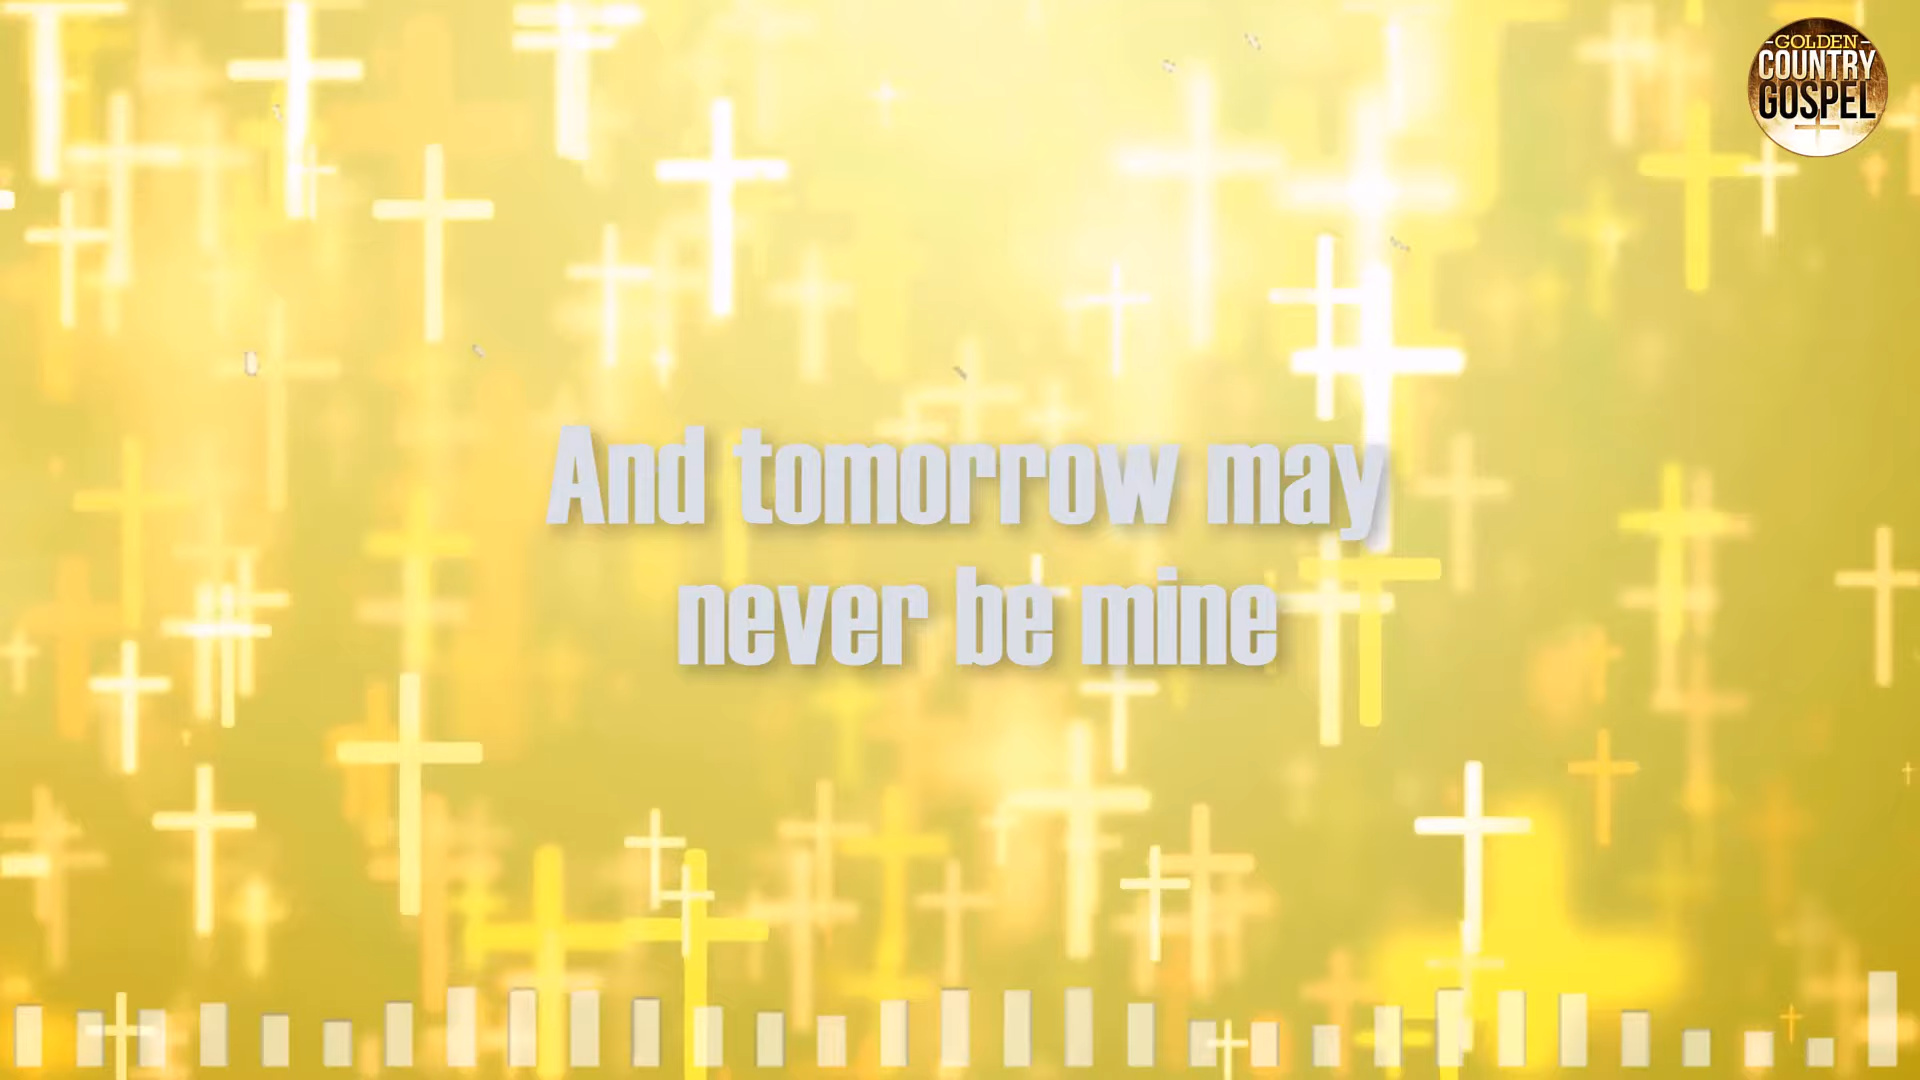 -GOLDEN-
COUNTRY
GOSPEL
And tomorrow may
never be mine